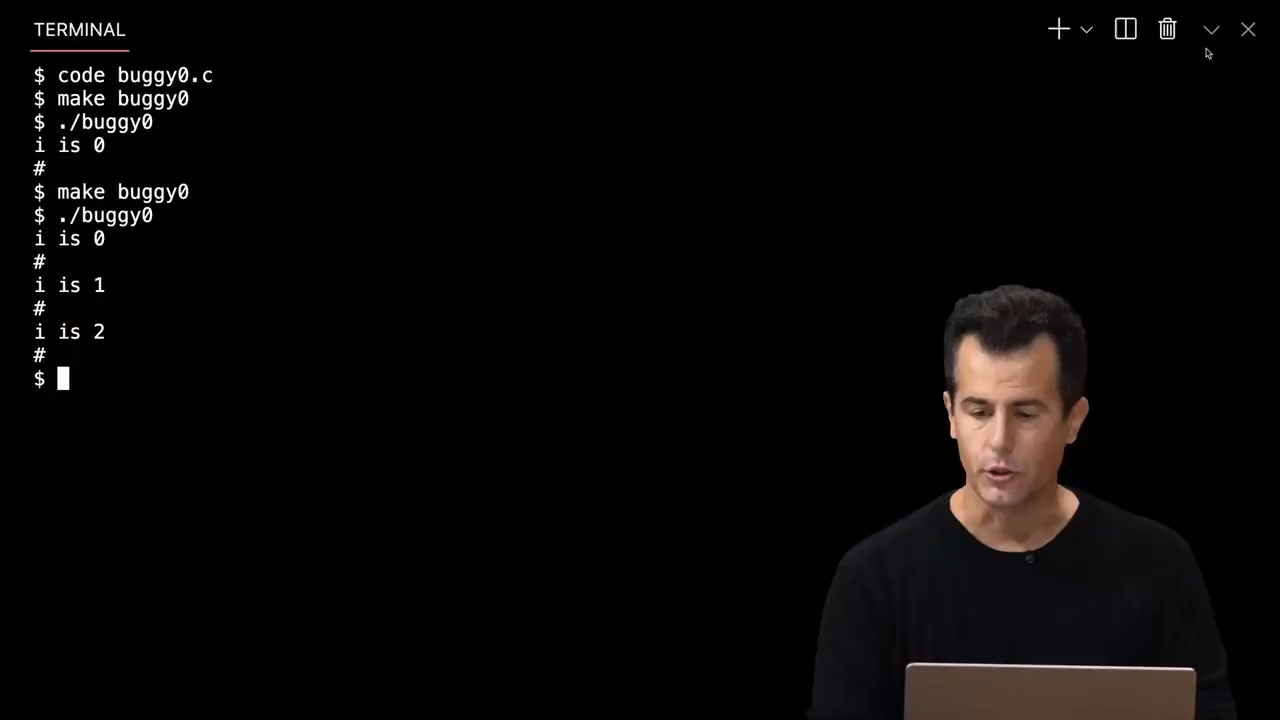 TERMINAL
$ code buggy0.c
$ make buggy0
$ ./buggy0
i is 0
#
$ make buggy0
$ ./buggy0
i is 0
#
i is 1
#
i is 2
#
$